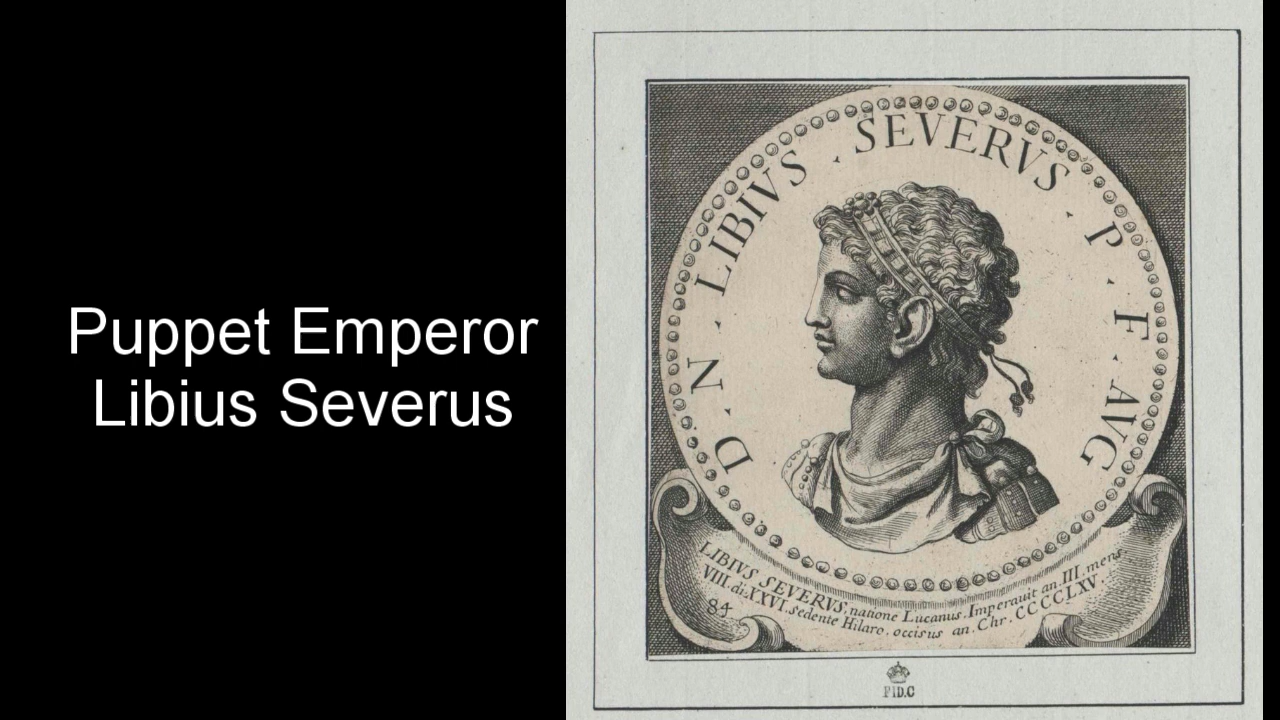 Puppet Emperor
Libius Severus
D . N . LIBIVS . SEVERVS . P . F . AVG
LIBIVS SEVERVS, natione Lucanus. Imperauit an. III. mens.
VIII. di. XXVI. sedente Hilaro. occisus an. Chr. CCCCLXV.
84
FID.C